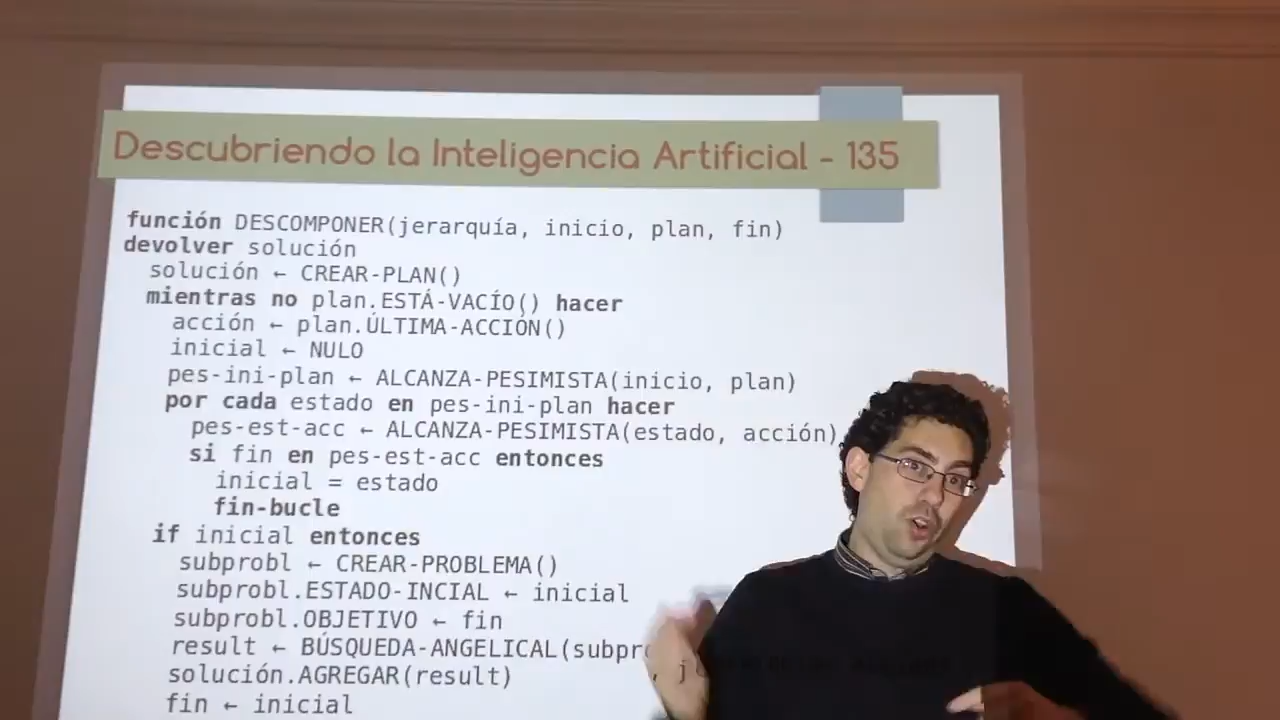 Descubriendo la Inteligencia Artificial - 135
función DESCOMPONER(jerarquía, inicio, plan, fin)
devolver solución
solución ← CREAR-PLAN()
mientras no plan.ESTÁ-VACÍO() hacer
acción ← plan.ÚLTIMA-ACCIÓN()
inicial ← NULO
pes-ini-plan ← ALCANZA-PESIMISTA(inicio, plan)
por cada estado en pes-ini-plan hacer
pes-est-acc ← ALCANZA-PESIMISTA(estado, acción)
si fin en pes-est-acc entonces
inicial = estado
fin-bucle
if inicial entonces
subprobl ← CREAR-PROBLEMA()
subprobl.ESTADO-INCIAL ← inicial
subprobl.OBJETIVO ← fin
result ← BÚSQUEDA-ANGELICAL(subpr
solución.AGREGAR(result)
fin ← inicial